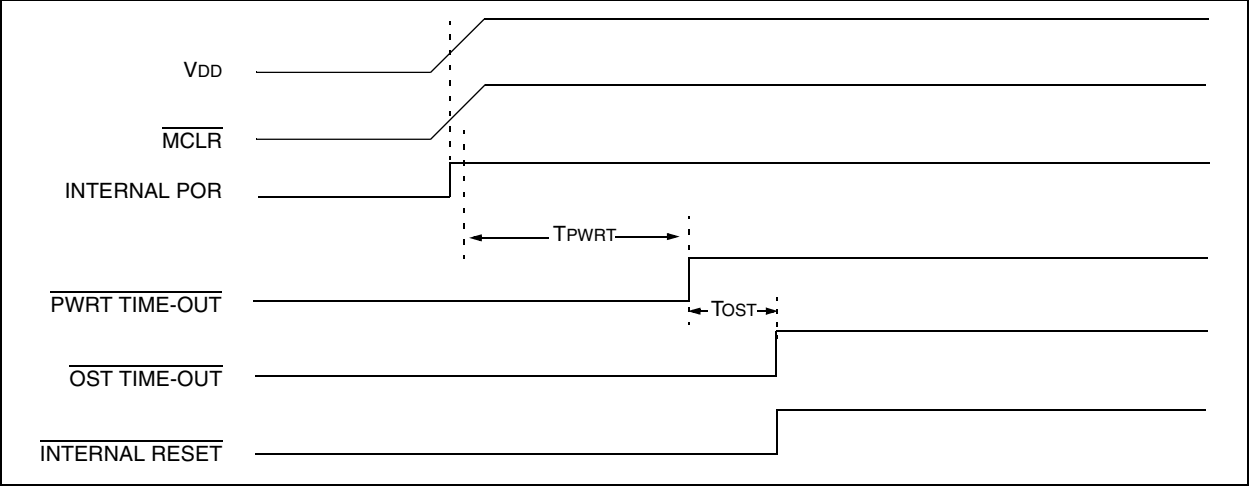 VDD
MCLR
INTERNAL POR
TPWRT
PWRT TIME-OUT
TOST
OST TIME-OUT
INTERNAL RESET